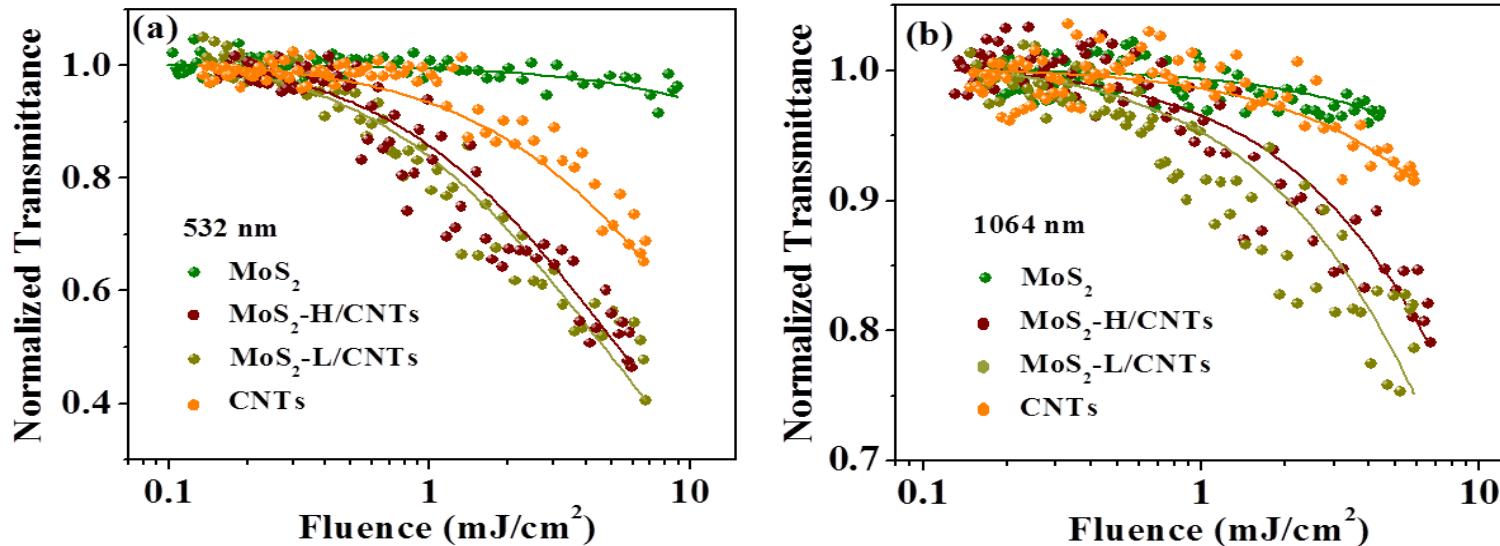 (a)
Normalized Transmittance
1.0
0.8
0.6
0.4
532 nm
MoS₂
MoS₂-H/CNTs
MoS₂-L/CNTs
CNTs
0.1 1 10
Fluence (mJ/cm²)
(b)
Normalized Transmittance
1.0
0.9
0.8
0.7
1064 nm
MoS₂
MoS₂-H/CNTs
MoS₂-L/CNTs
CNTs
0.1 1 10
Fluence (mJ/cm²)